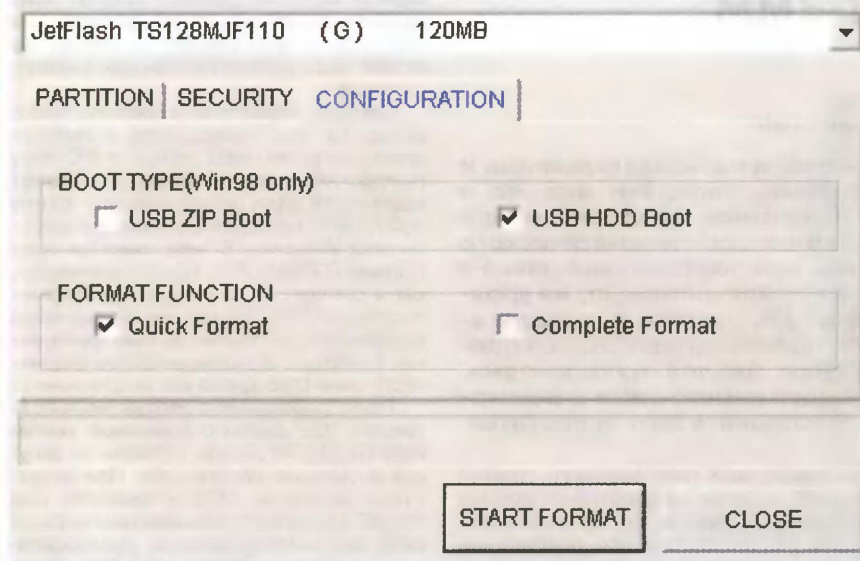 JetFlash TS128MJF110 (G) 120MB
PARTITION SECURITY CONFIGURATION
BOOT TYPE(Win98 only)
USB ZIP Boot USB HDD Boot
FORMAT FUNCTION
Quick Format Complete Format
START FORMAT CLOSE